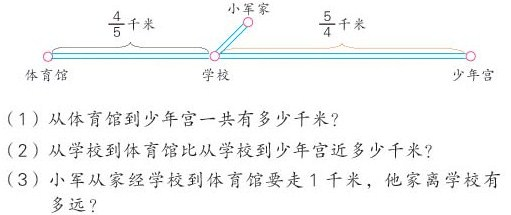 小军家
4/5千米 5/4千米
体育馆 学校 少年宫
(1)从体育馆到少年宫一共有多少千米?
(2)从学校到体育馆比从学校到少年宫近多少千米?
(3)小军从家经学校到体育馆要走1千米,他家离学校有
多远?